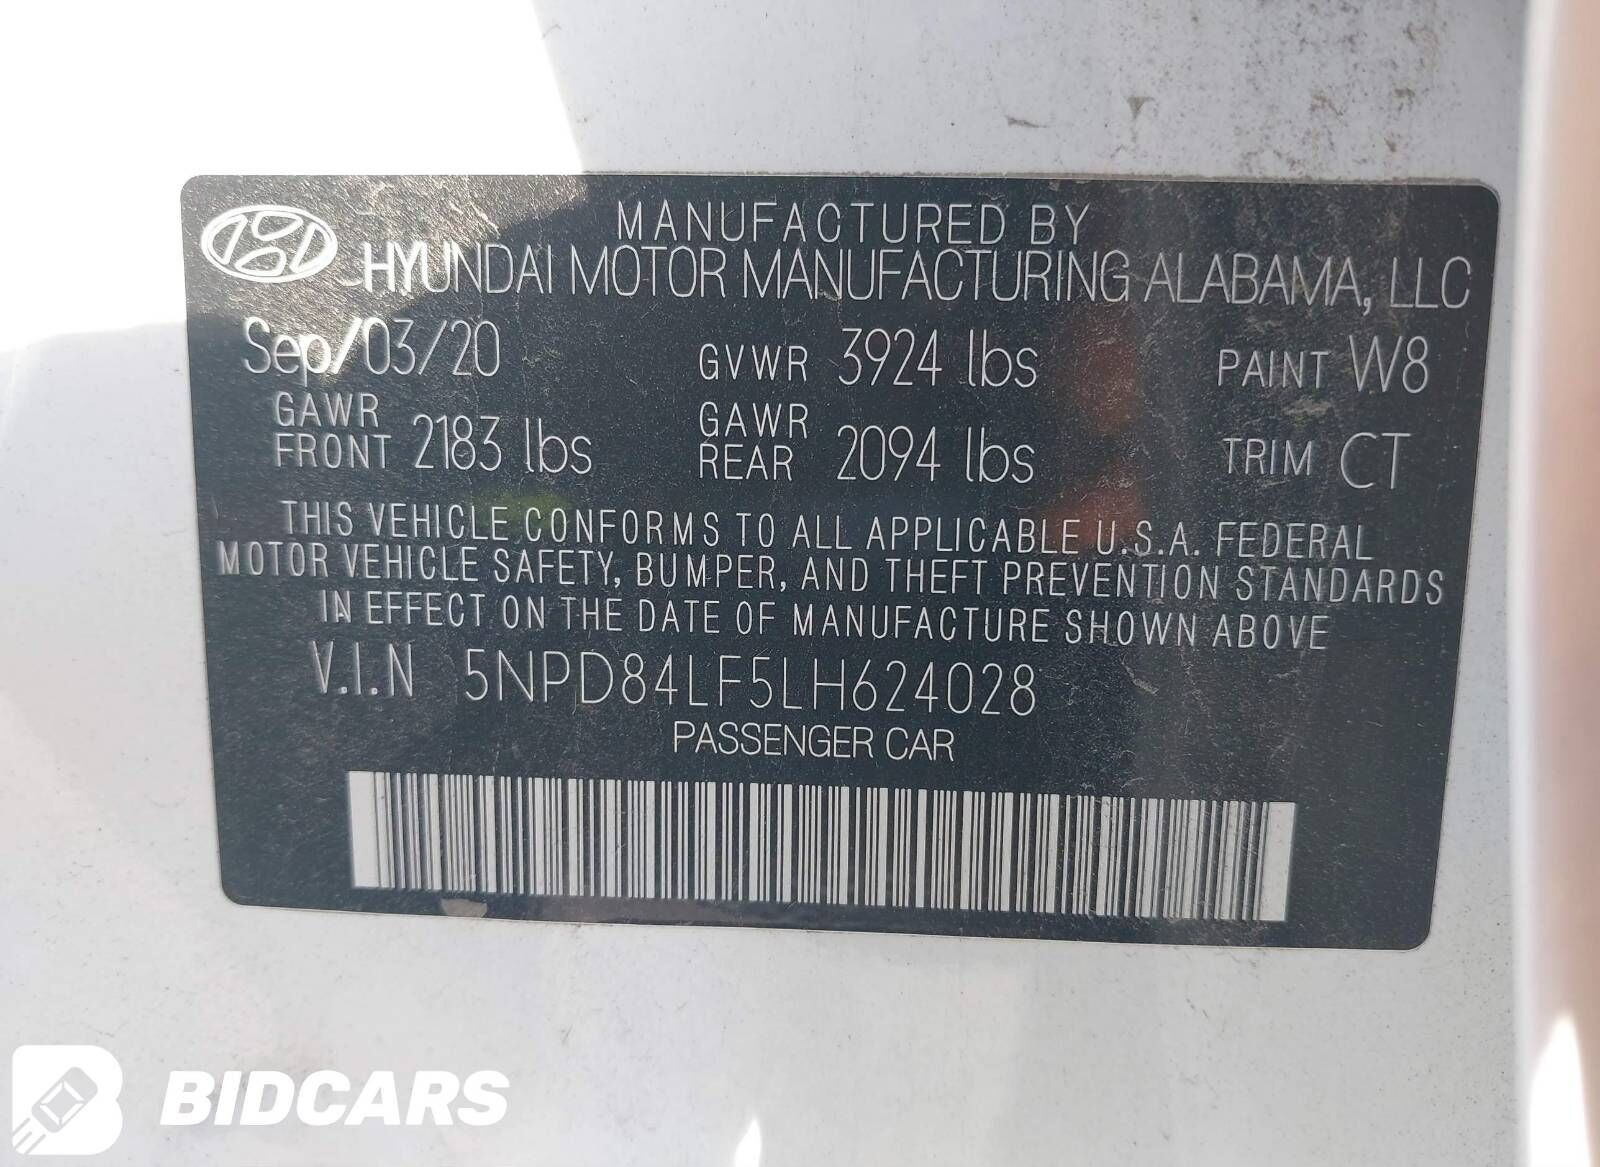 MANUFACTURED BY
HYUNDAI MOTOR MANUFACTURING ALABAMA, LLC
Sep/03/20 GVWR 3924 lbs PAINT W8
GAWR FRONT 2183 lbs GAWR REAR 2094 lbs TRIM CT
THIS VEHICLE CONFORMS TO ALL APPLICABLE U.S.A. FEDERAL
MOTOR VEHICLE SAFETY, BUMPER, AND THEFT PREVENTION STANDARDS
IN EFFECT ON THE DATE OF MANUFACTURE SHOWN ABOVE
V.I.N 5NPD84LF5LH624028
PASSENGER CAR
BIDCARS